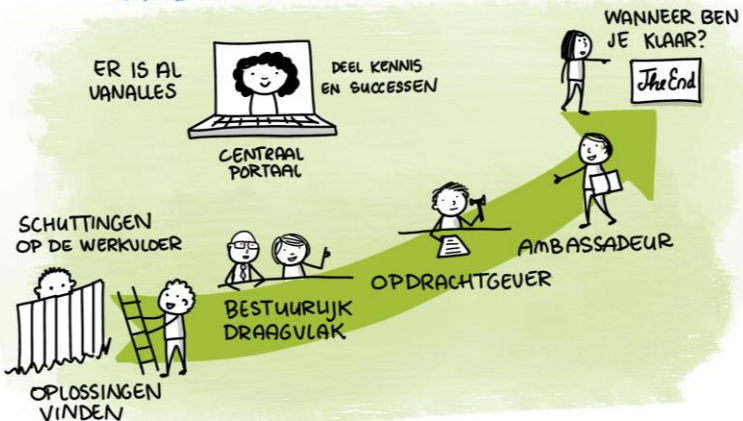 WANNEER BEN
JE KLAAR?
The End
ER IS AL
VANALLES
DEEL KENNIS
EN SUCCESSEN
CENTRAAL
PORTAAL
SCHUTTINGEN
OP DE WERKVLOER
BESTUURLIJK
DRAAGVLAK
OPDRACHTGEVER
AMBASSADEUR
OPLOSSINGEN
VINDEN